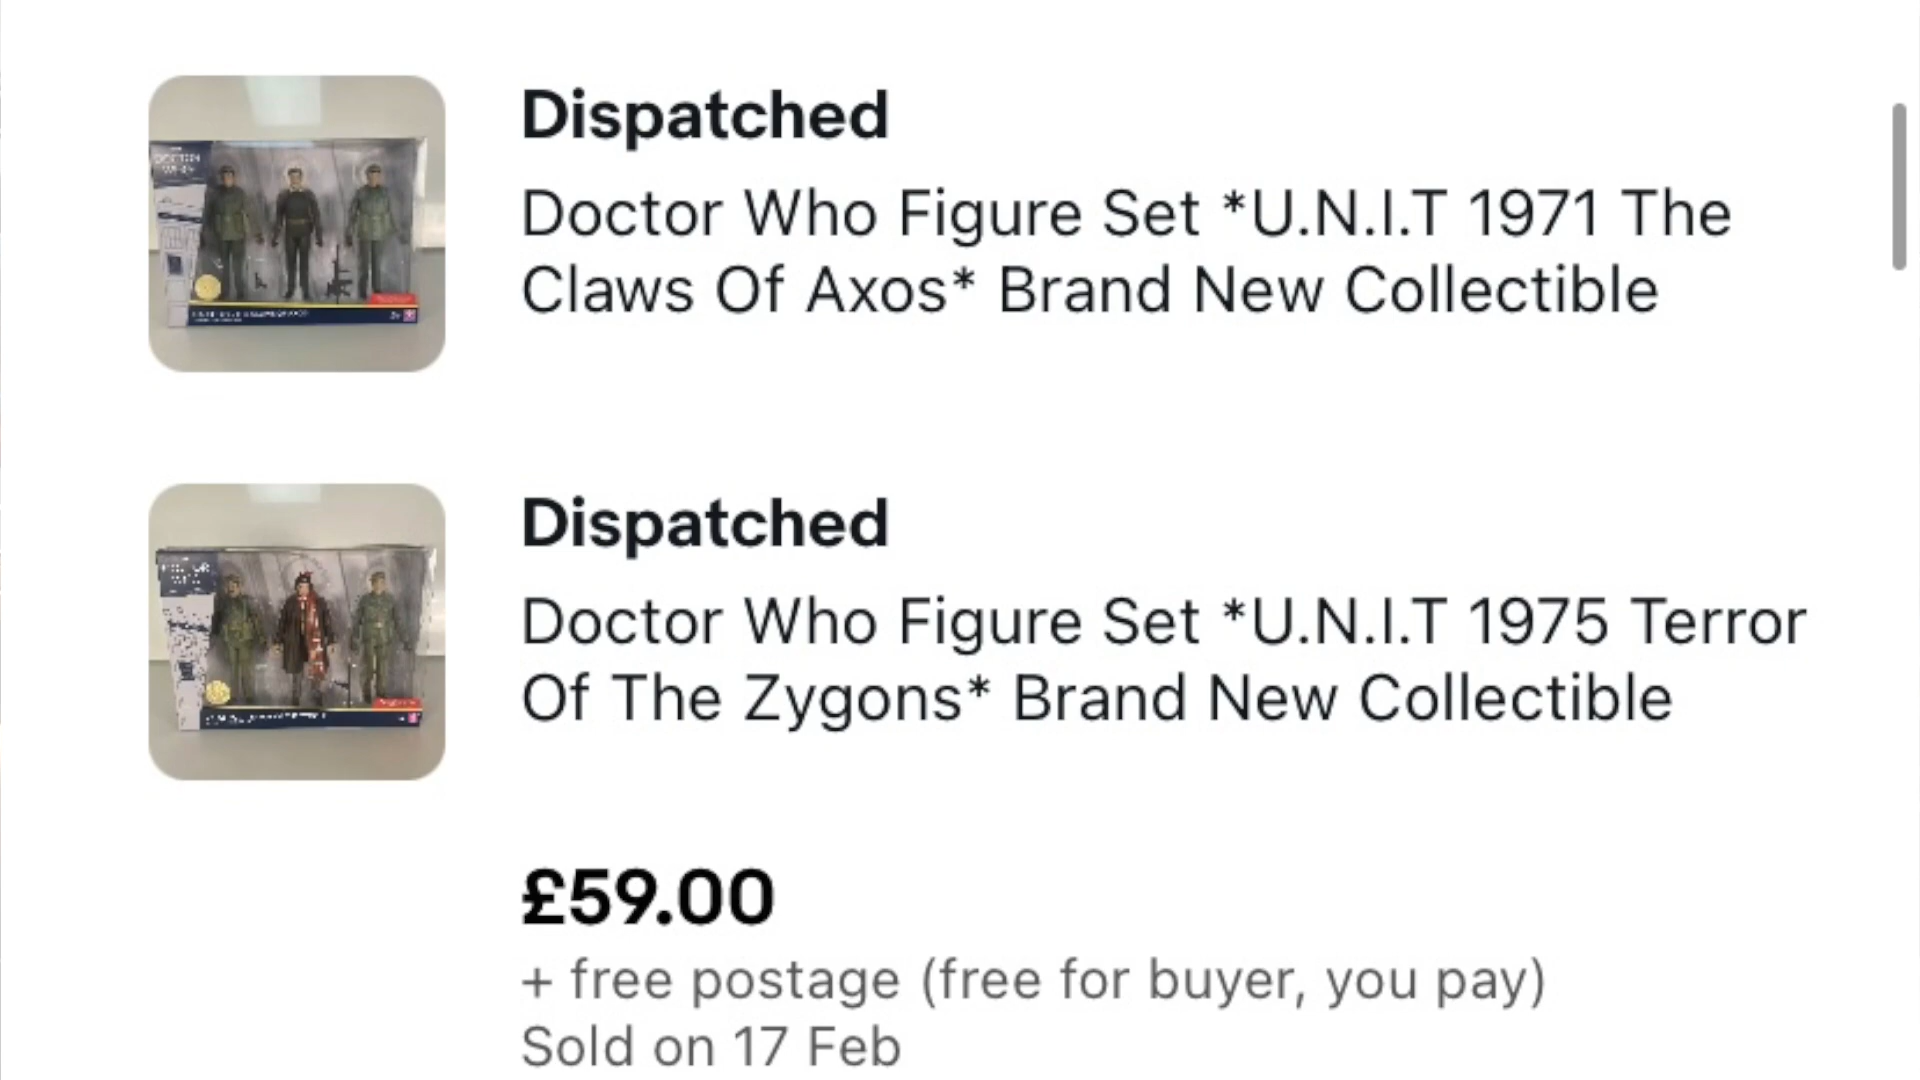 Dispatched
Doctor Who Figure Set *U.N.I.T 1971 The
Claws Of Axos* Brand New Collectible
DOCTOR
WHO
Dispatched
Doctor Who Figure Set *U.N.I.T 1975 Terror
Of The Zygons* Brand New Collectible
£59.00
+ free postage (free for buyer, you pay)
Sold on 17 Feb